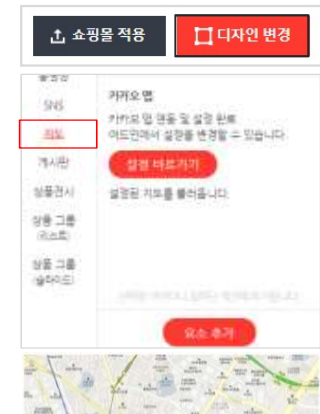 쇼핑몰 적용
디자인 변경
SNS
지도
게시판
상품전시
상품 그룹
(리스트)
상품 그룹
(슬라이드)
카카오 맵
카카오 맵 연동 및 설정 완료
어드민에서 설정을 변경할 수 있습니다.
설정 바로가기
설정된 지도를 불러옵니다.
요소 추가